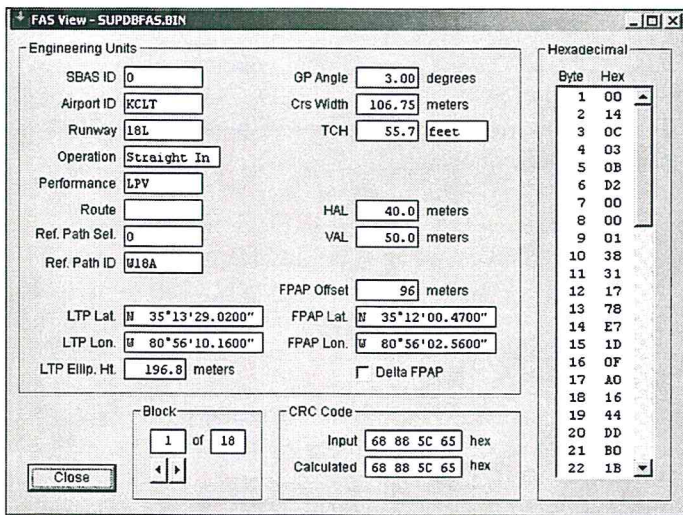 FAS View - SUPDBFAS.BIN
Engineering Units
SBAS ID 0
Airport ID KCLT
Runway 18L
Operation Straight In
Performance LPV
Route
Ref. Path Sel. 0
Ref. Path ID W18A
GP Angle 3.00 degrees
Crs Width 106.75 meters
TCH 55.7 feet
HAL 40.0 meters
VAL 50.0 meters
FPAP Offset 96 meters
LTP Lat. N 35°13'29.0200"
LTP Lon. W 80°56'10.1600"
LTP Ellip. Ht. 196.8 meters
FPAP Lat. N 35°12'00.4700"
FPAP Lon. W 80°56'02.5600"
Delta FPAP
Block
1 of 18
CRC Code
Input 68 88 5C 65 hex
Calculated 68 88 5C 65 hex
Close
Hexadecimal
Byte Hex
1 00
2 14
3 0C
4 03
5 0B
6 D2
7 00
8 00
9 01
10 38
11 31
12 17
13 78
14 E7
15 1D
16 0F
17 A0
18 16
19 44
20 DD
21 B0
22 1B